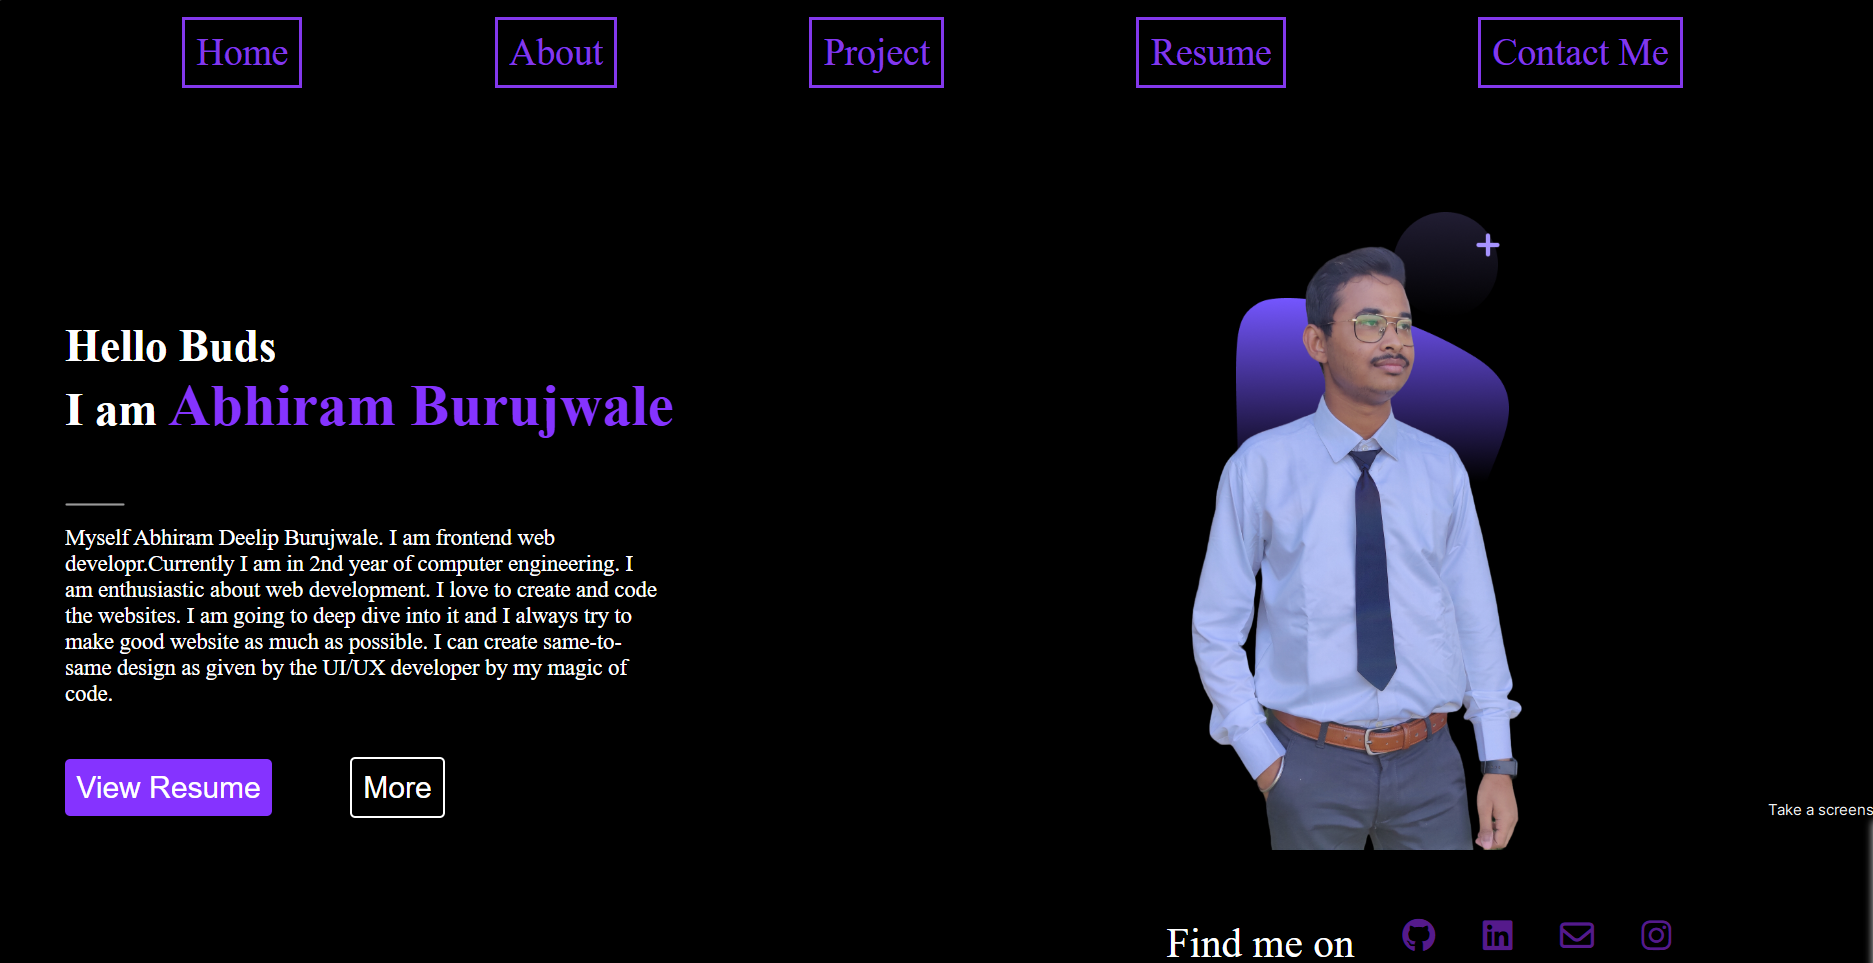 Home
About
Project
Resume
Contact Me
Hello Buds
I am Abhiram Burujwale
Myself Abhiram Deelip Burujwale. I am frontend web
developr.Currently I am in 2nd year of computer engineering. I
am enthusiastic about web development. I love to create and code
the websites. I am going to deep dive into it and I always try to
make good website as much as possible. I can create same-to-
same design as given by the UI/UX developer by my magic of
code.
View Resume
More
Take a screens
Find me on
in